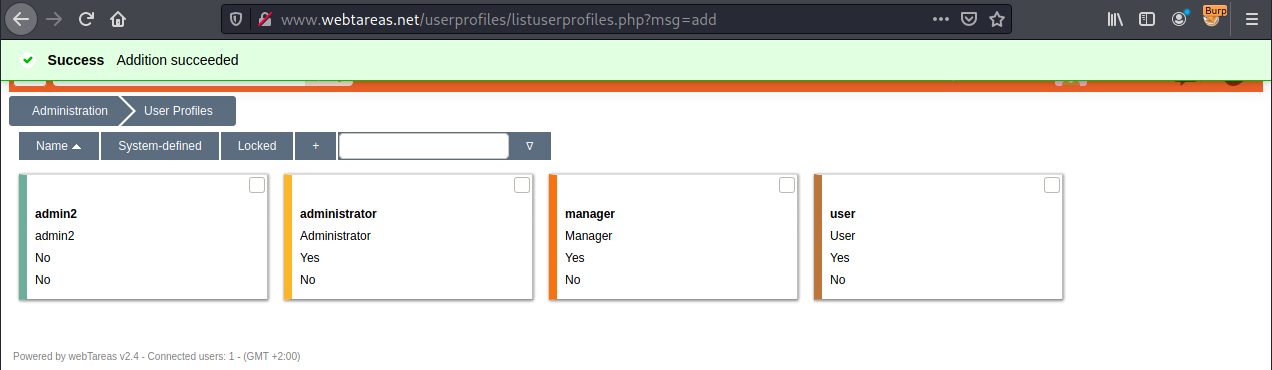 www.webtareas.net/userprofiles/listuserprofiles.php?msg=add
Burp
Success Addition succeeded
Administration User Profiles
Name System-defined Locked +
admin2
admin2
No
No
administrator
Administrator
Yes
No
manager
Manager
Yes
No
user
User
Yes
No
Powered by webTareas v2.4 - Connected users: 1 - (GMT +2:00)